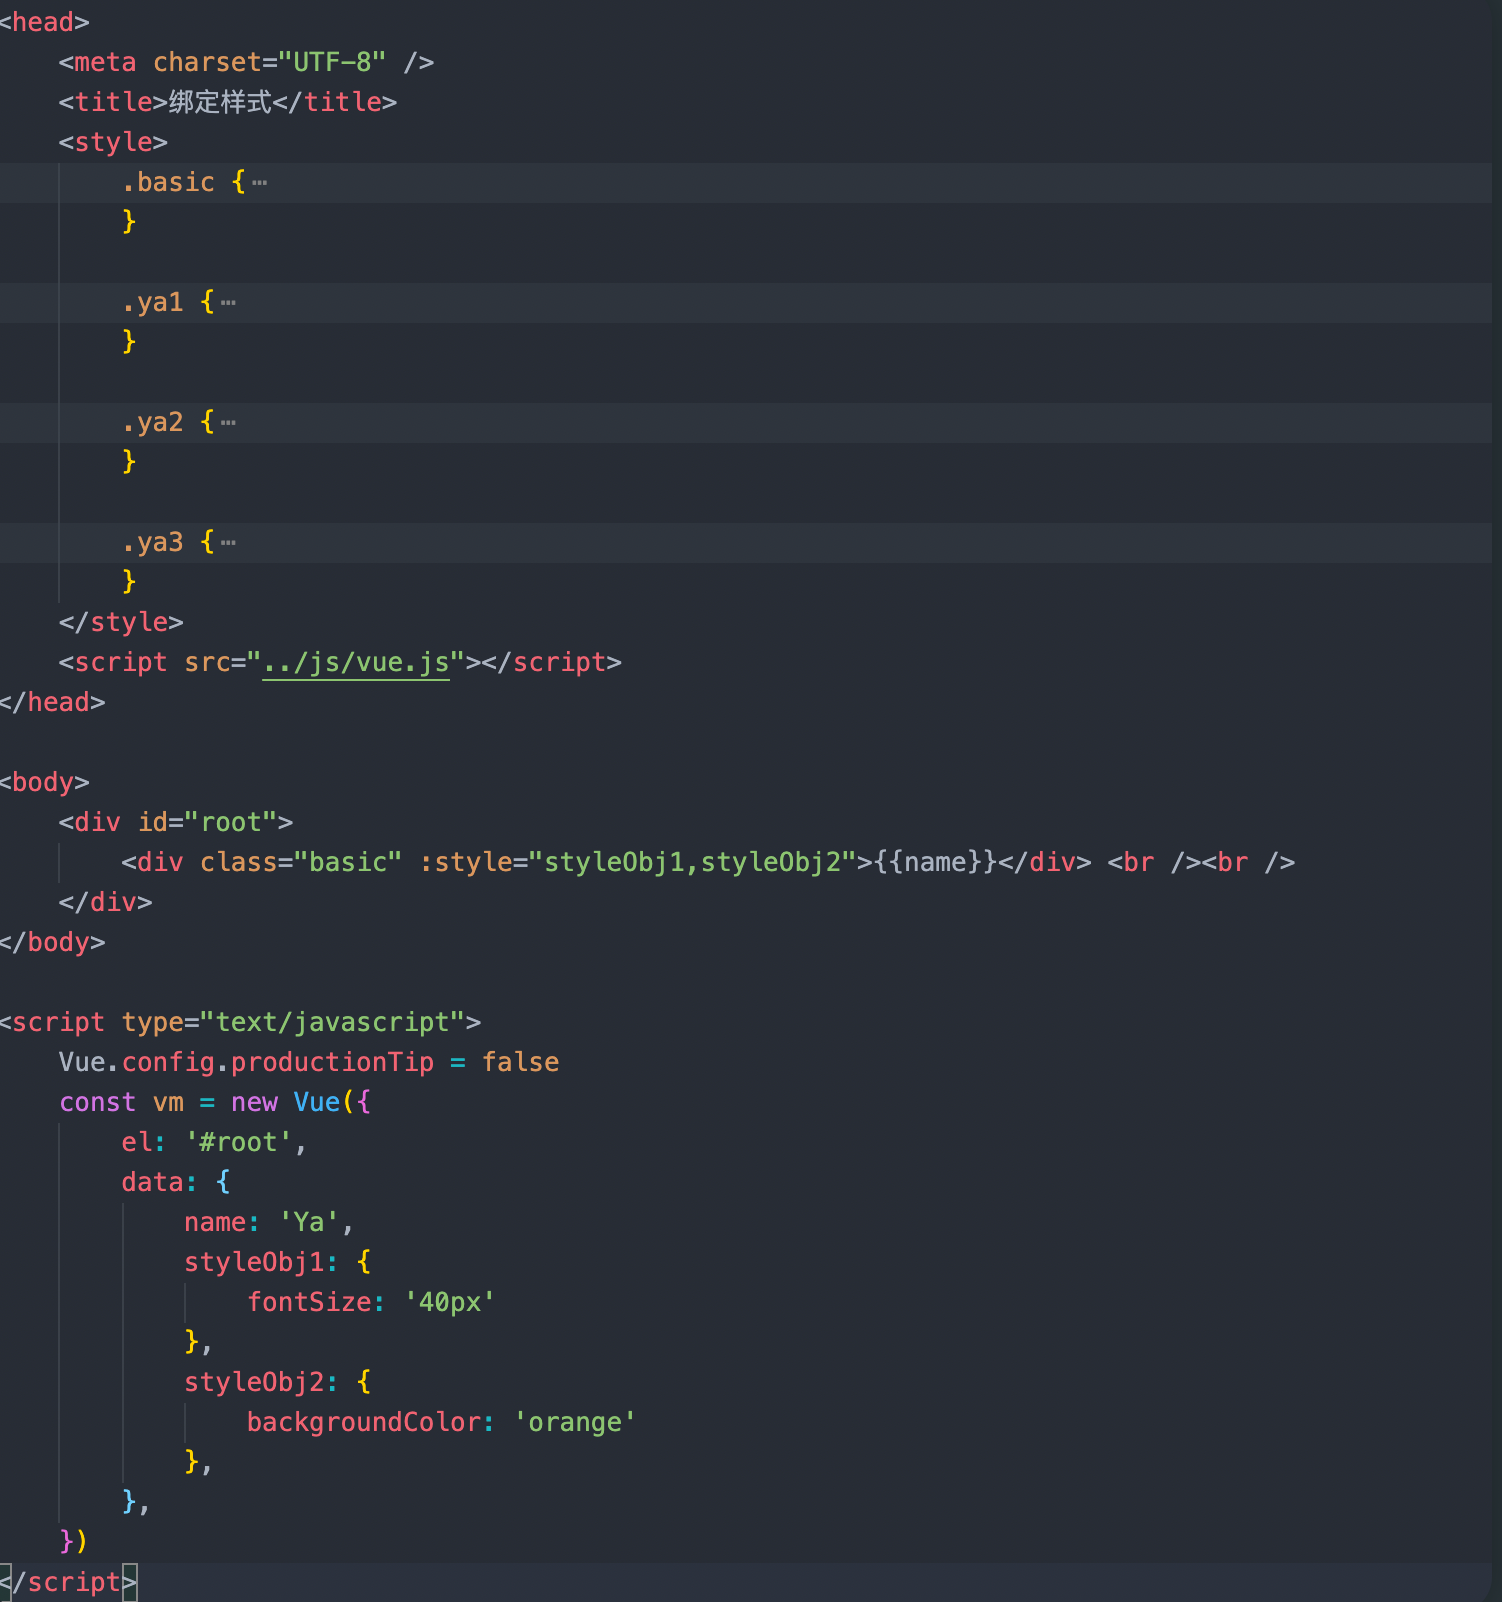 <head>
    <meta charset="UTF-8" />
    <title>绑定样式</title>
    <style>
        .basic {⋯
        }

        .ya1 {⋯
        }

        .ya2 {⋯
        }

        .ya3 {⋯
        }
    </style>
    <script src="../js/vue.js"></script>
</head>

<body>
    <div id="root">
        <div class="basic" :style="styleObj1,styleObj2">{{name}}</div> <br /><br />
    </div>
</body>

<script type="text/javascript">
    Vue.config.productionTip = false
    const vm = new Vue({
        el: '#root',
        data: {
            name: 'Ya',
            styleObj1: {
                fontSize: '40px'
            },
            styleObj2: {
                backgroundColor: 'orange'
            },
        },
    })
</script>